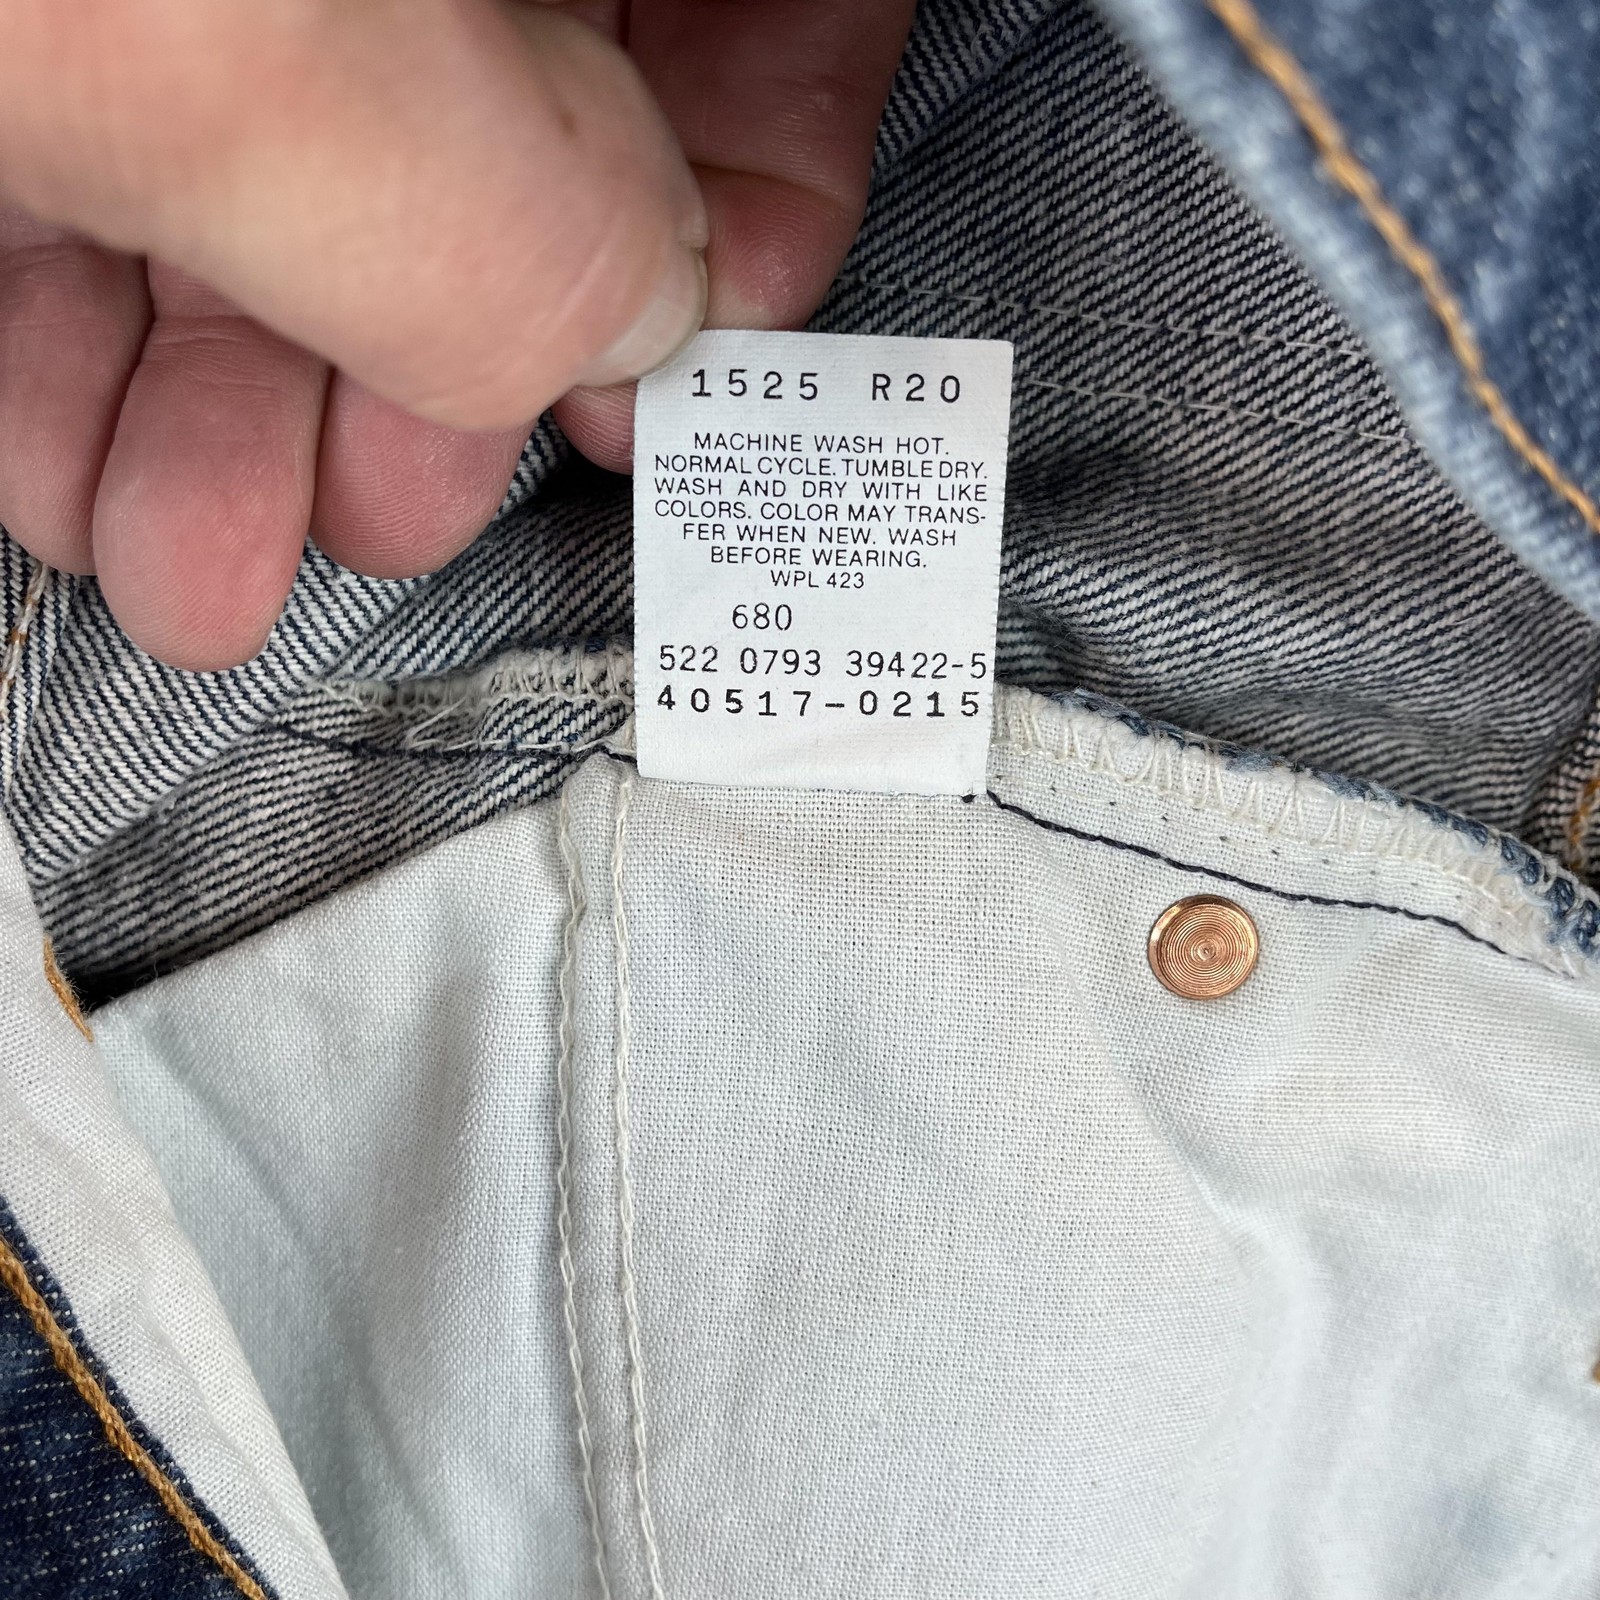 1525 R20
MACHINE WASH HOT.
NORMAL CYCLE. TUMBLE DRY.
WASH AND DRY WITH LIKE
COLORS. COLOR MAY TRANS-
FER WHEN NEW. WASH
BEFORE WEARING.
WPL 423
680
522 0793 39422-5
40517-0215